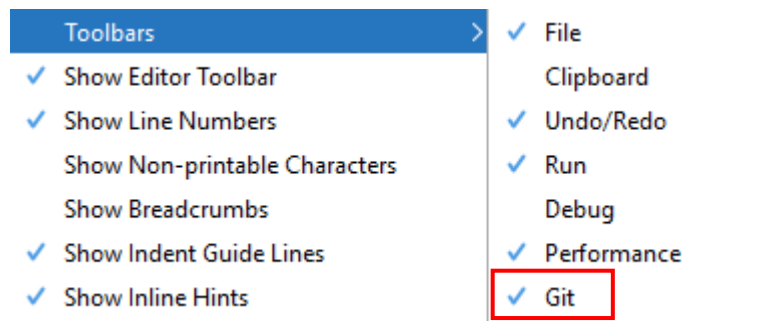 Toolbars
Show Editor Toolbar
Show Line Numbers
Show Non-printable Characters
Show Breadcrumbs
Show Indent Guide Lines
Show Inline Hints
File
Clipboard
Undo/Redo
Run
Debug
Performance
Git